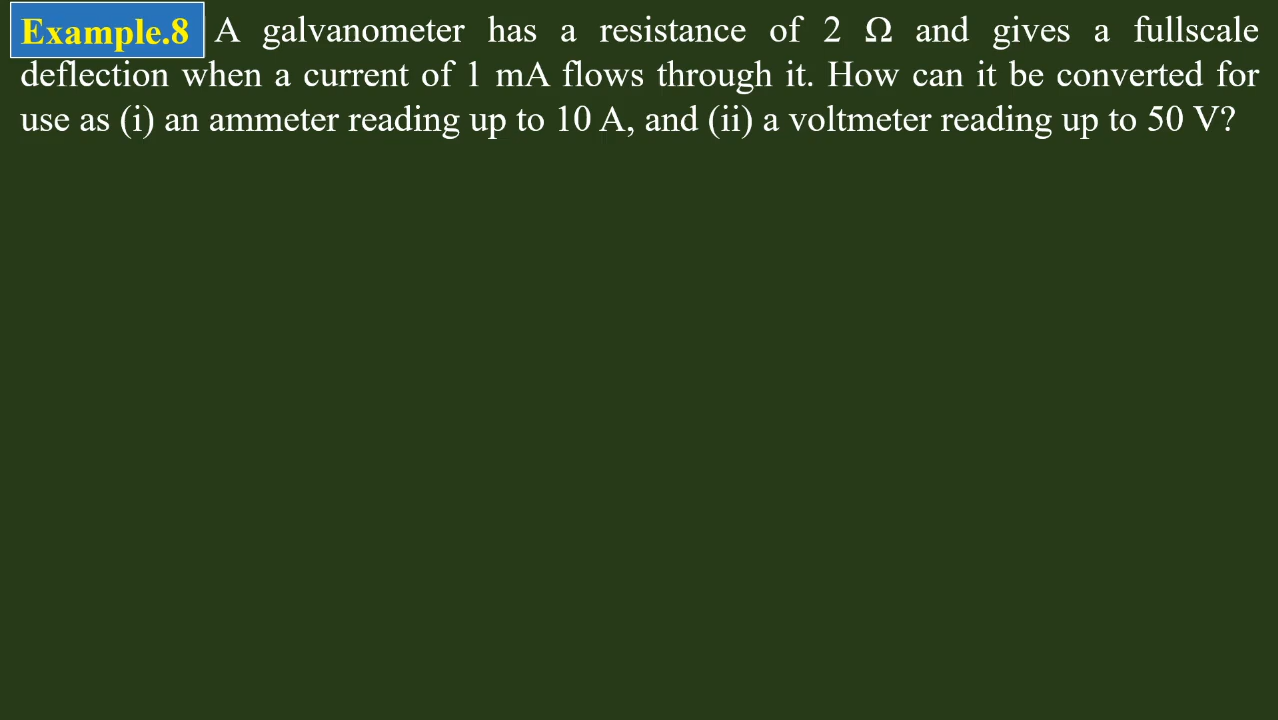 Example.8 A galvanometer has a resistance of 2 Ω and gives a fullscale
deflection when a current of 1 mA flows through it. How can it be converted for
use as (i) an ammeter reading up to 10 A, and (ii) a voltmeter reading up to 50 V?